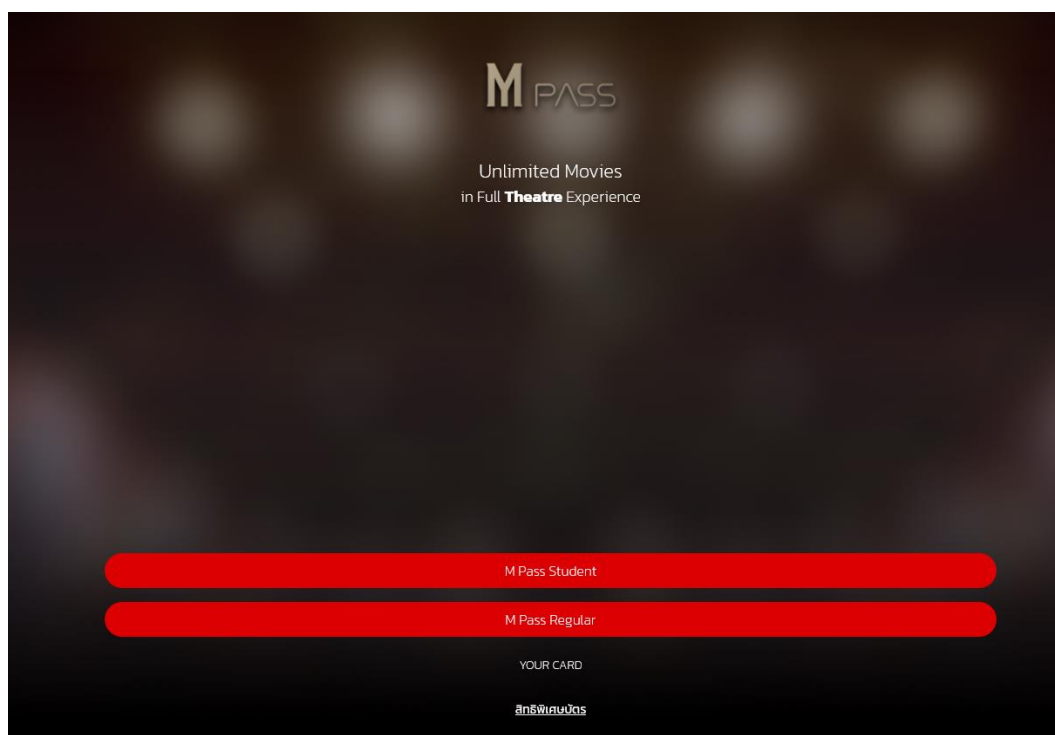 M PASS
Unlimited Movies
in Full Theatre Experience
M Pass Student
M Pass Regular
YOUR CARD
สิทธิพิเศษบัตร